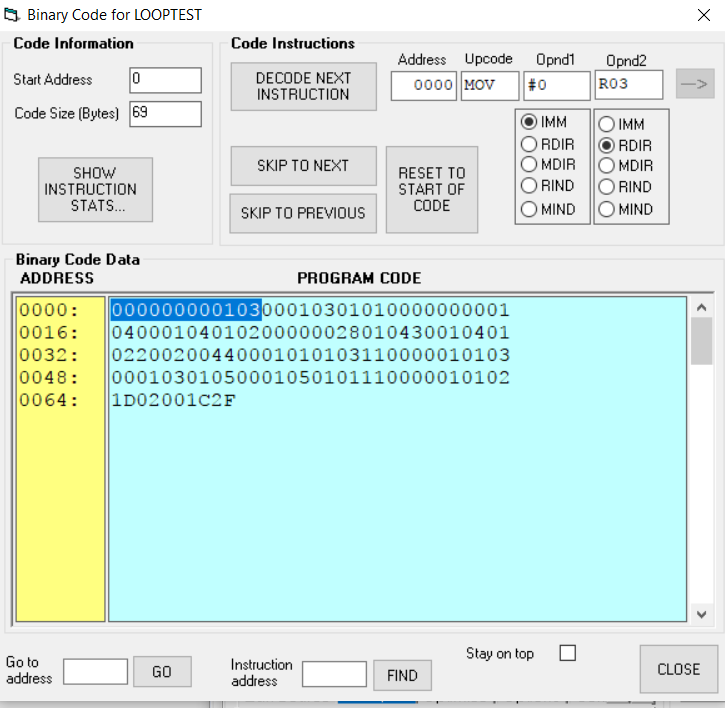 Binary Code for LOOPTEST
Code Information
Start Address 0
Code Size (Bytes) 69
SHOW
INSTRUCTION
STATS...
Code Instructions
DECODE NEXT
INSTRUCTION
Address Upcode Opnd1 Opnd2
0000 MOV #0 R03
-->
IMM IMM
RDIR RDIR
MDIR MDIR
RIND RIND
MIND MIND
SKIP TO NEXT
SKIP TO PREVIOUS
RESET TO
START OF
CODE
Binary Code Data
ADDRESS PROGRAM CODE
0000: 00000000010300010301010000000001
0016: 04000104010200000028010430010401
0032: 02200200440001010103110000010103
0048: 00010301050001050101110000010102
0064: 1D02001C2F
Go to
address
GO
Instruction
address
FIND
Stay on top
CLOSE